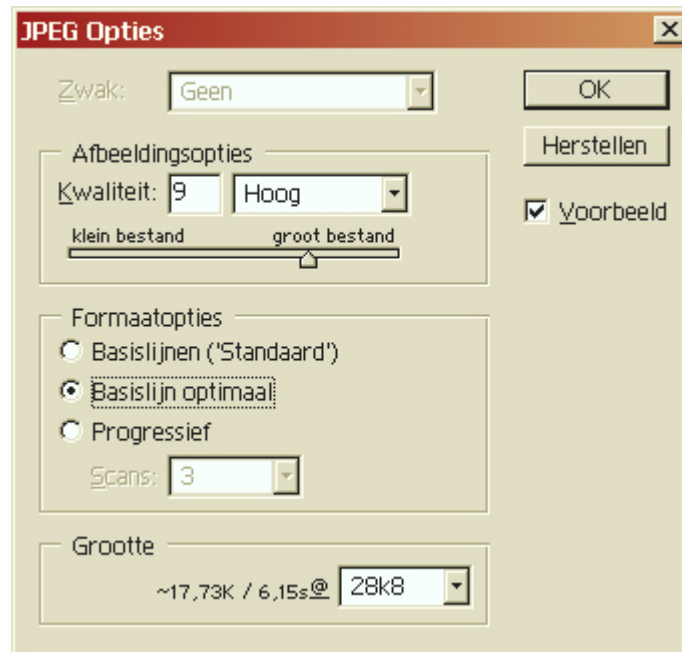 JPEG Opties
Zwak: Geen
OK
Herstellen
Voorbeeld
Afbeeldingsopties
Kwaliteit: 9 Hoog
klein bestand groot bestand
Formaatopties
Basislijnen ('Standaard')
Basislijn optimaal
Progressief
Scans: 3
Grootte
~17,73K / 6,15s@ 28k8